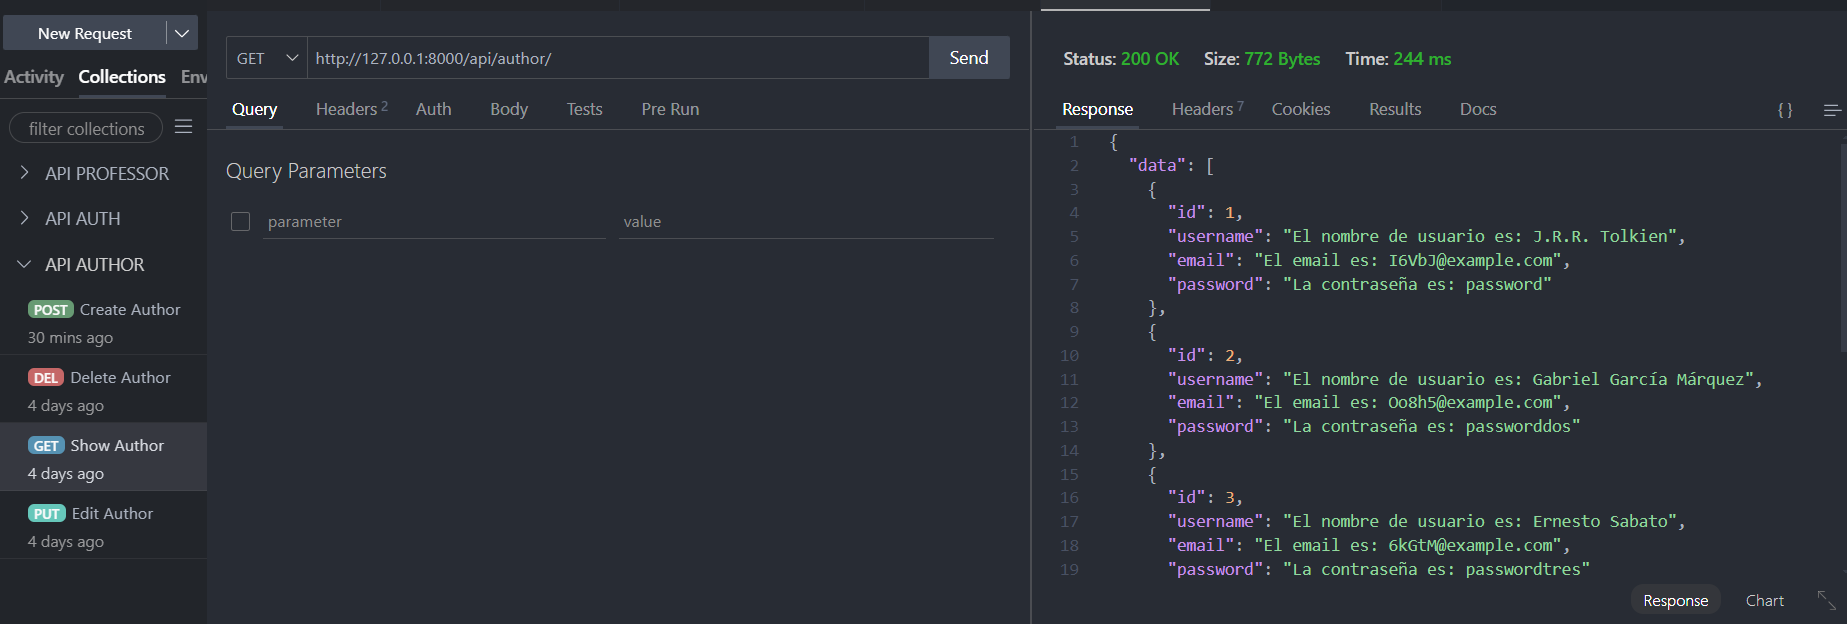 New Request
Activity Collections Env
filter collections
API PROFESSOR
API AUTH
API AUTHOR
POST Create Author
30 mins ago
DEL Delete Author
4 days ago
GET Show Author
4 days ago
PUT Edit Author
4 days ago
GET http://127.0.0.1:8000/api/author/ Send
Query Headers 2 Auth Body Tests Pre Run
Query Parameters
parameter value
Status: 200 OK Size: 772 Bytes Time: 244 ms
Response Headers 7 Cookies Results Docs {}
1 {
2 "data": [
3 {
4 "id": 1,
5 "username": "El nombre de usuario es: J.R.R. Tolkien",
6 "email": "El email es: I6VbJ@example.com",
7 "password": "La contraseña es: password"
8 },
9 {
10 "id": 2,
11 "username": "El nombre de usuario es: Gabriel García Márquez",
12 "email": "El email es: Oo8h5@example.com",
13 "password": "La contraseña es: passworddos"
14 },
15 {
16 "id": 3,
17 "username": "El nombre de usuario es: Ernesto Sabato",
18 "email": "El email es: 6kGtM@example.com",
19 "password": "La contraseña es: passwordtres"
Response Chart